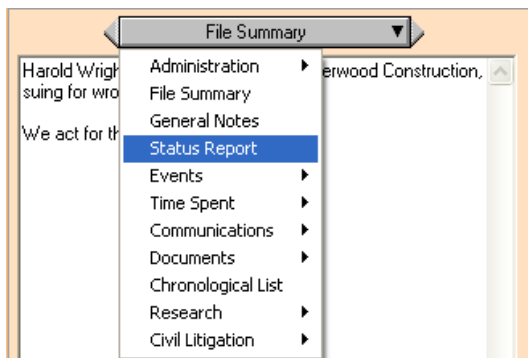 File Summary
Harold Wrigh
erwood Construction,
suing for wro
We act for th
Administration
File Summary
General Notes
Status Report
Events
Time Spent
Communications
Documents
Chronological List
Research
Civil Litigation